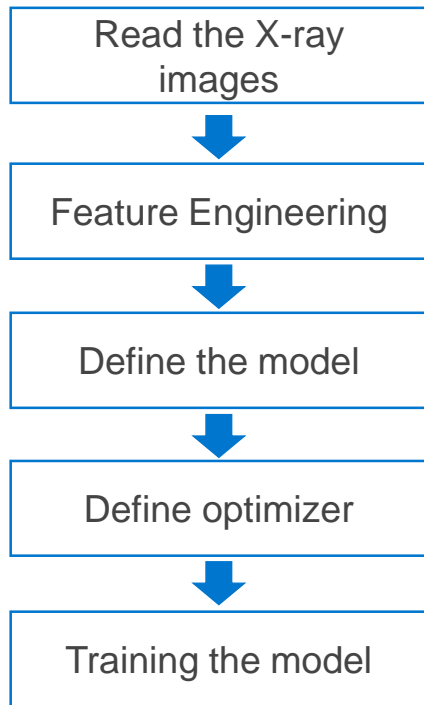 Read the X-ray
images
Feature Engineering
Define the model
Define optimizer
Training the model